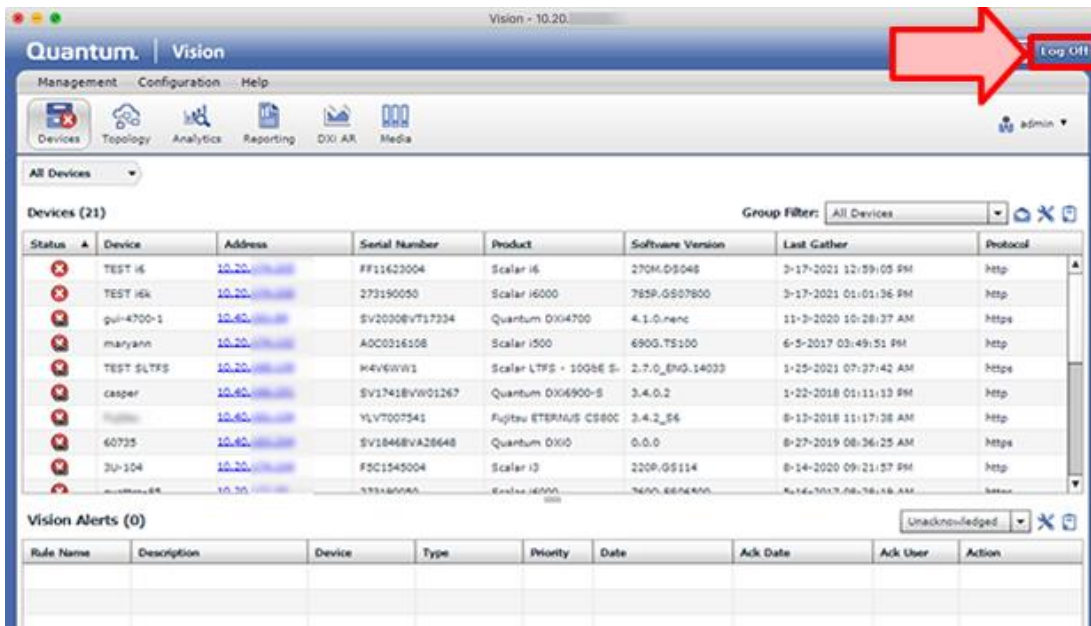 Vision - 10.20.
Quantum. | Vision
Log Off
Management Configuration Help
Devices Topology Analytics Reporting DXi AR Media
admin
All Devices
Devices (21) Group Filter: All Devices
Status Device Address Serial Number Product Software Version Last Gather Protocol
TEST i6 10.20. FF11623004 Scalar i6 270M.DS048 3-17-2021 12:59:05 PM http
TEST i6k 10.20. 273190050 Scalar i6000 785P.GS07800 3-17-2021 01:01:36 PM http
gui-4700-1 10.40. SV2030BVT17334 Quantum DXi4700 4.1.0.nenc 11-3-2020 10:28:37 AM https
maryann 10.20. A0C0316108 Scalar i500 690G.TS100 6-5-2017 03:49:51 PM http
TEST SLTFS 10.20. H4V6WW1 Scalar LTFS - 10GbE S. 2.7.0_ENG.14033 1-25-2021 07:37:42 AM https
casper 10.40. SV1741BVW01267 Quantum DXi6900-S 3.4.0.2 1-22-2018 01:11:13 PM https
10.40. YLVT007541 Fujitsu ETERNUS CS800 3.4.2_S6 8-13-2018 11:17:38 AM http
60735 10.40. SV1846BVA28648 Quantum DXi0 0.0.0 8-27-2019 08:36:25 AM https
3U-104 10.20. F5C1545004 Scalar i3 220P.GS114 8-14-2020 09:21:57 PM http
Vision Alerts (0) Unacknowledged
Rule Name Description Device Type Priority Date Ack Date Ack User Action